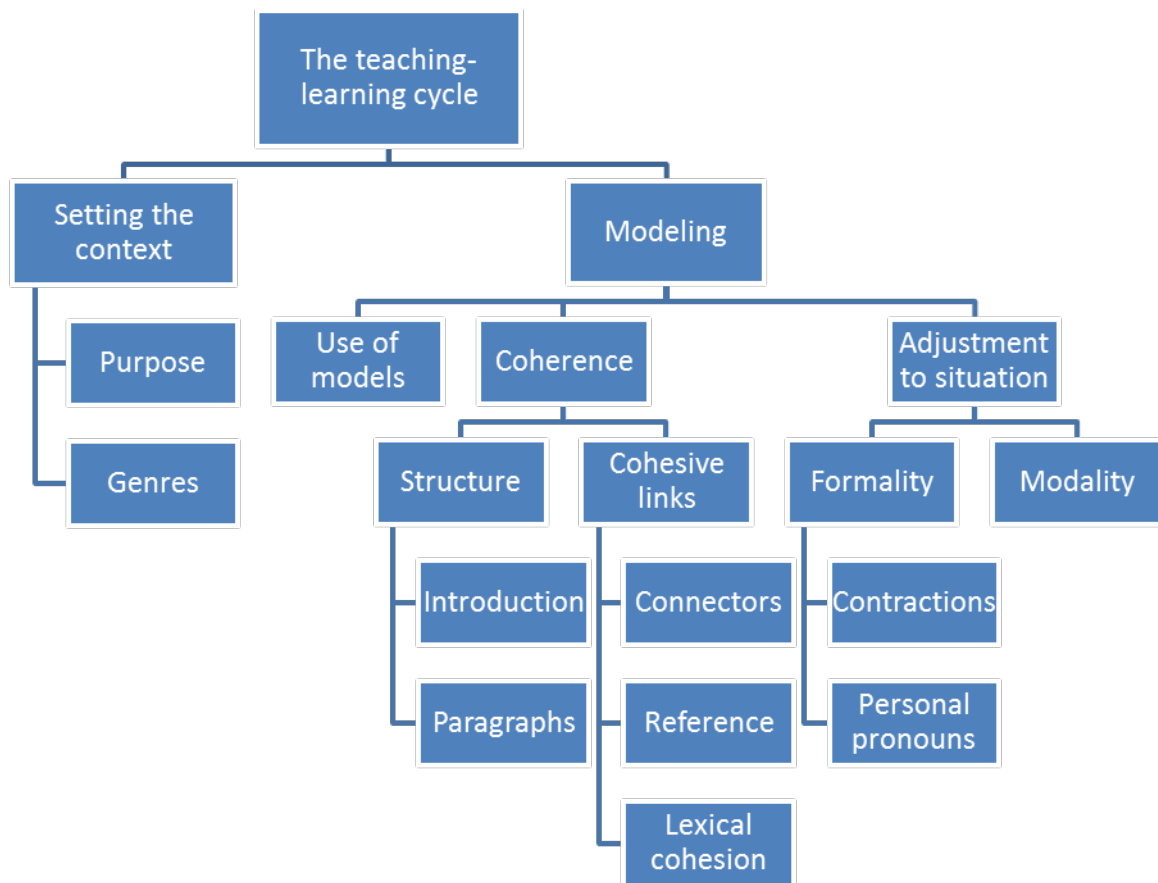 The teaching-
learning cycle
Setting the
context
Modeling
Purpose
Genres
Use of
models
Coherence
Adjustment
to situation
Structure
Cohesive
links
Formality
Modality
Introduction
Connectors
Contractions
Paragraphs
Reference
Personal
pronouns
Lexical
cohesion